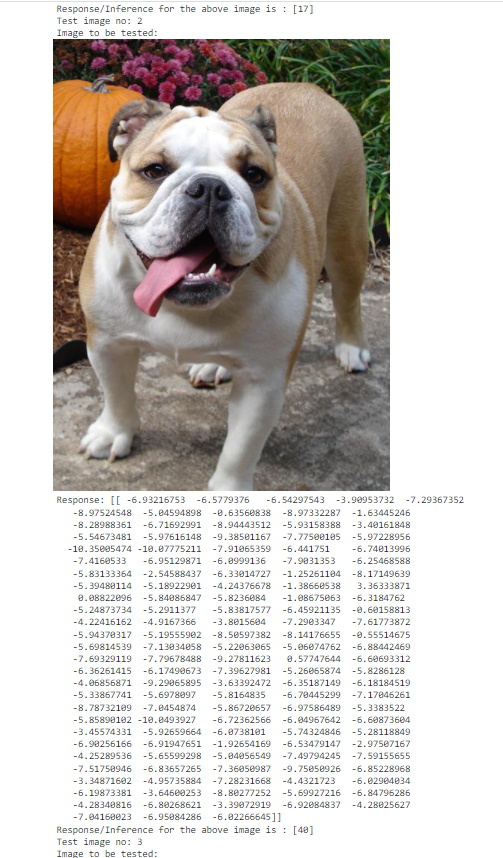 Response/Inference for the above image is : [17]
Test image no: 2
Image to be tested:
Response: [[ -6.93216753 -6.5779376 -6.54297543 -3.90953732 -7.29367352
-8.97524548 -5.04594898 -0.63560838 -8.97332287 -1.63445246
-8.28988361 -6.71692991 -8.94443512 -5.93158388 -3.40161848
-5.54673481 -5.97616148 -9.38501167 -7.77500105 -5.97228956
-10.35005474 -10.07775211 -7.91065359 -6.441751 -6.74013996
-7.4160533 -6.95129871 -6.0999136 -7.9031353 -6.25468588
-5.83133364 -2.54588437 -6.33014727 -1.25261104 -8.17149639
-5.39480114 -5.18922901 -4.24376678 -1.38660538 3.36333871
0.08822096 -5.84086847 -5.8236084 -1.08675063 -6.3184762
-5.24873734 -5.2911377 -5.83817577 -6.45921135 -0.60158813
-4.22416162 -4.9167366 -3.8015604 -7.2903347 -7.61773872
-5.94370317 -5.19555902 -8.50597382 -8.14176655 -0.55514675
-5.69814539 -7.13034058 -5.22063065 -5.06074762 -6.88442469
-7.69329119 -7.79678488 -9.27811623 0.57747644 -6.60693312
-6.36261415 -6.17490673 -7.39627981 -5.26065874 -5.8286128
-4.06856871 -9.29065895 -3.63392472 -6.35187149 -6.18184519
-5.33867741 -5.6978097 -5.8164835 -6.70445299 -7.17046261
-8.78732109 -7.0454874 -5.86720657 -6.97586489 -5.3383522
-5.85890102 -10.0493927 -6.72362566 -6.04967642 -6.60873604
-3.45574331 -5.92659664 -6.0738101 -5.74324846 -5.28118849
-6.90256166 -6.91947651 -1.92654169 -6.53479147 -2.97507167
-4.25289536 -5.65599298 -5.04056549 -7.49794245 -7.59155655
-7.51750946 -6.83657265 -7.36050987 -9.75050926 -6.85228968
-3.34871602 -4.95735884 -7.28231668 -4.4321723 -6.02904034
-6.19873381 -3.64600253 -8.80277252 -5.69927216 -6.84796286
-4.28340816 -6.80268621 -3.39072919 -6.92084837 -4.28025627
-7.04160023 -6.95084286 -6.02266645]]
Response/Inference for the above image is : [40]
Test image no: 3
Image to be tested: